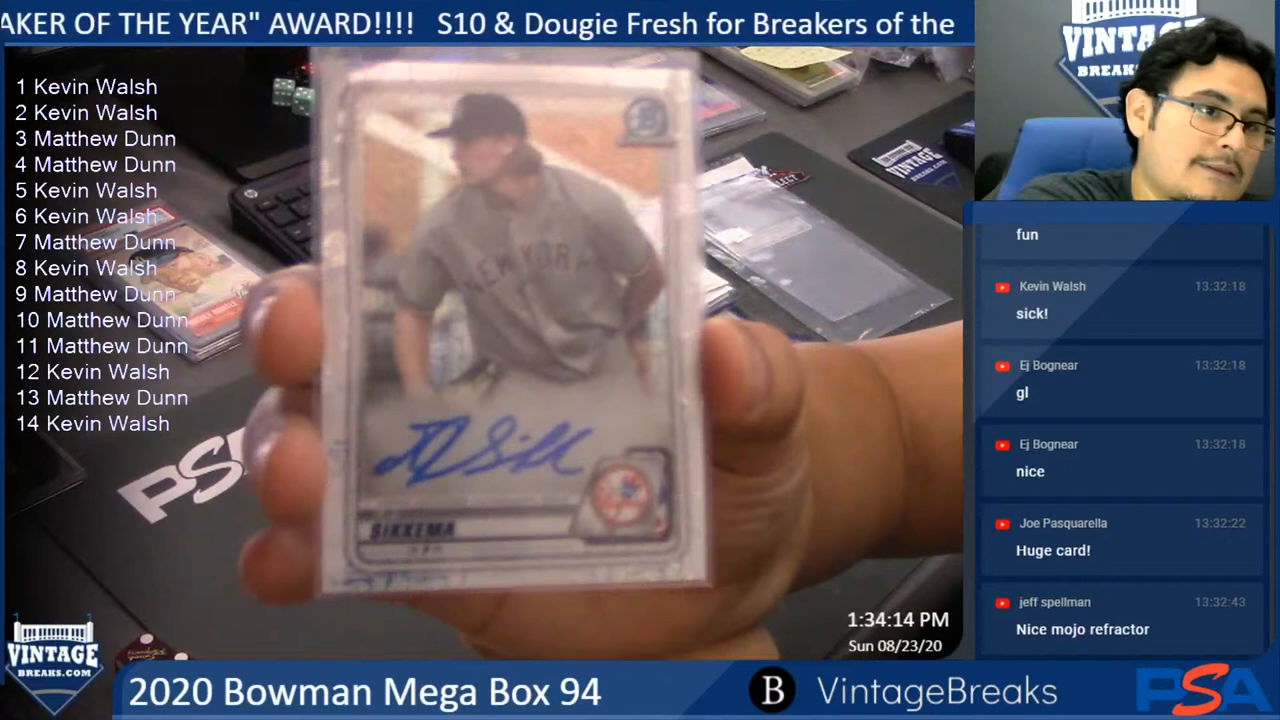 AKER OF THE YEAR" AWARD!!!! S10 & Dougie Fresh for Breakers of the
VINTAGE
BREAKS
1 Kevin Walsh
2 Kevin Walsh
3 Matthew Dunn
4 Matthew Dunn
5 Kevin Walsh
6 Kevin Walsh
7 Matthew Dunn
8 Kevin Walsh
9 Matthew Dunn
10 Matthew Dunn
11 Matthew Dunn
12 Kevin Walsh
13 Matthew Dunn
14 Kevin Walsh
NEW YORK
SIKKEMA
PSA
VINTAGE
BREAKS.COM
fun
Kevin Walsh 13:32:18
sick!
Ej Bognear 13:32:18
gl
Ej Bognear 13:32:18
nice
Joe Pasquarella 13:32:22
Huge card!
jeff spellman 13:32:43
Nice mojo refractor
1:34:14 PM
Sun 08/23/20
VINTAGE
BREAKS.COM
2020 Bowman Mega Box 94
B VintageBreaks
PSA